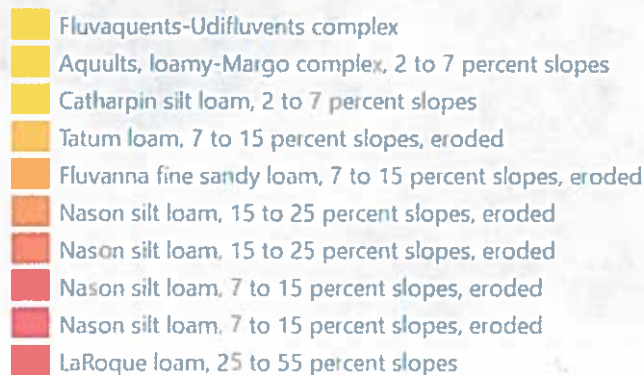 Fluvaquents-Udifluvents complex
Aquults, loamy-Margo complex, 2 to 7 percent slopes
Catharpin silt loam, 2 to 7 percent slopes
Tatum loam, 7 to 15 percent slopes, eroded
Fluvanna fine sandy loam, 7 to 15 percent slopes, eroded
Nason silt loam, 15 to 25 percent slopes, eroded
Nason silt loam, 15 to 25 percent slopes, eroded
Nason silt loam, 7 to 15 percent slopes, eroded
Nason silt loam, 7 to 15 percent slopes, eroded
LaRoque loam, 25 to 55 percent slopes